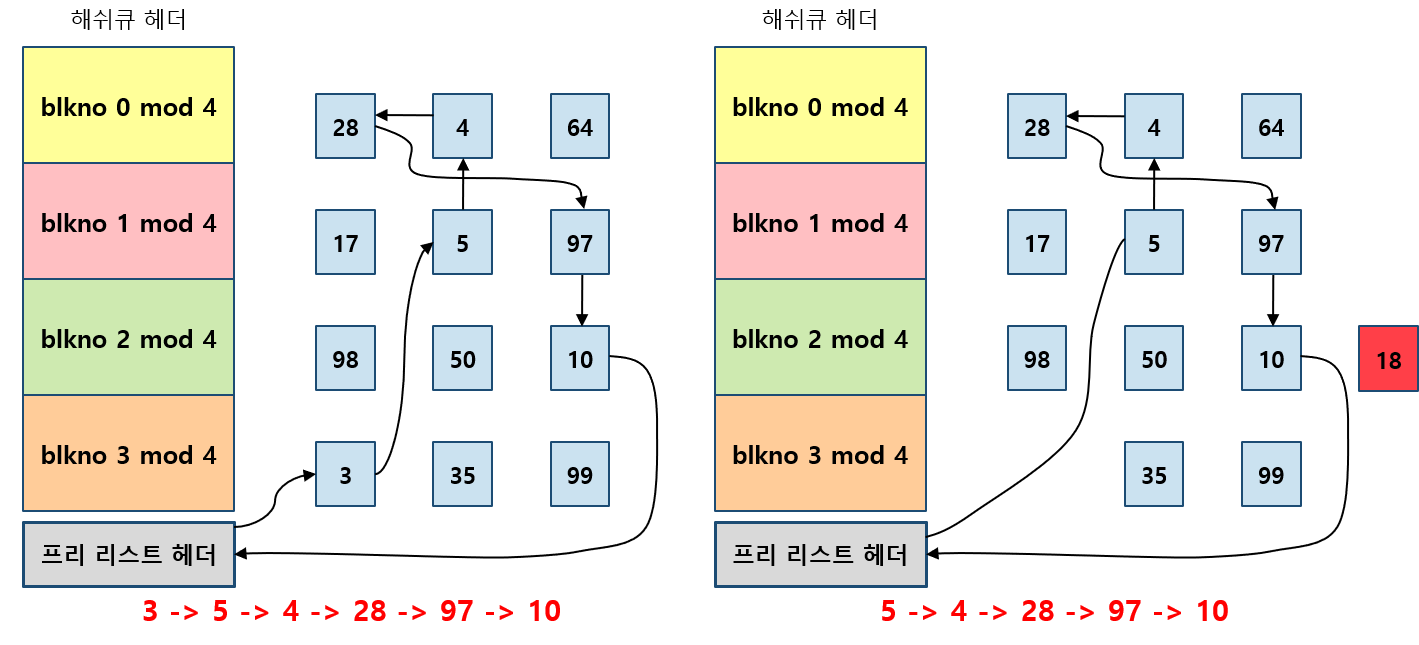 해쉬큐 헤더
blkno 0 mod 4
28 4 64
blkno 1 mod 4
17 5 97
blkno 2 mod 4
98 50 10
blkno 3 mod 4
3 35 99
프리 리스트 헤더
3 -> 5 -> 4 -> 28 -> 97 -> 10
해쉬큐 헤더
blkno 0 mod 4
28 4 64
blkno 1 mod 4
17 5 97
blkno 2 mod 4
98 50 10 18
blkno 3 mod 4
35 99
프리 리스트 헤더
5 -> 4 -> 28 -> 97 -> 10